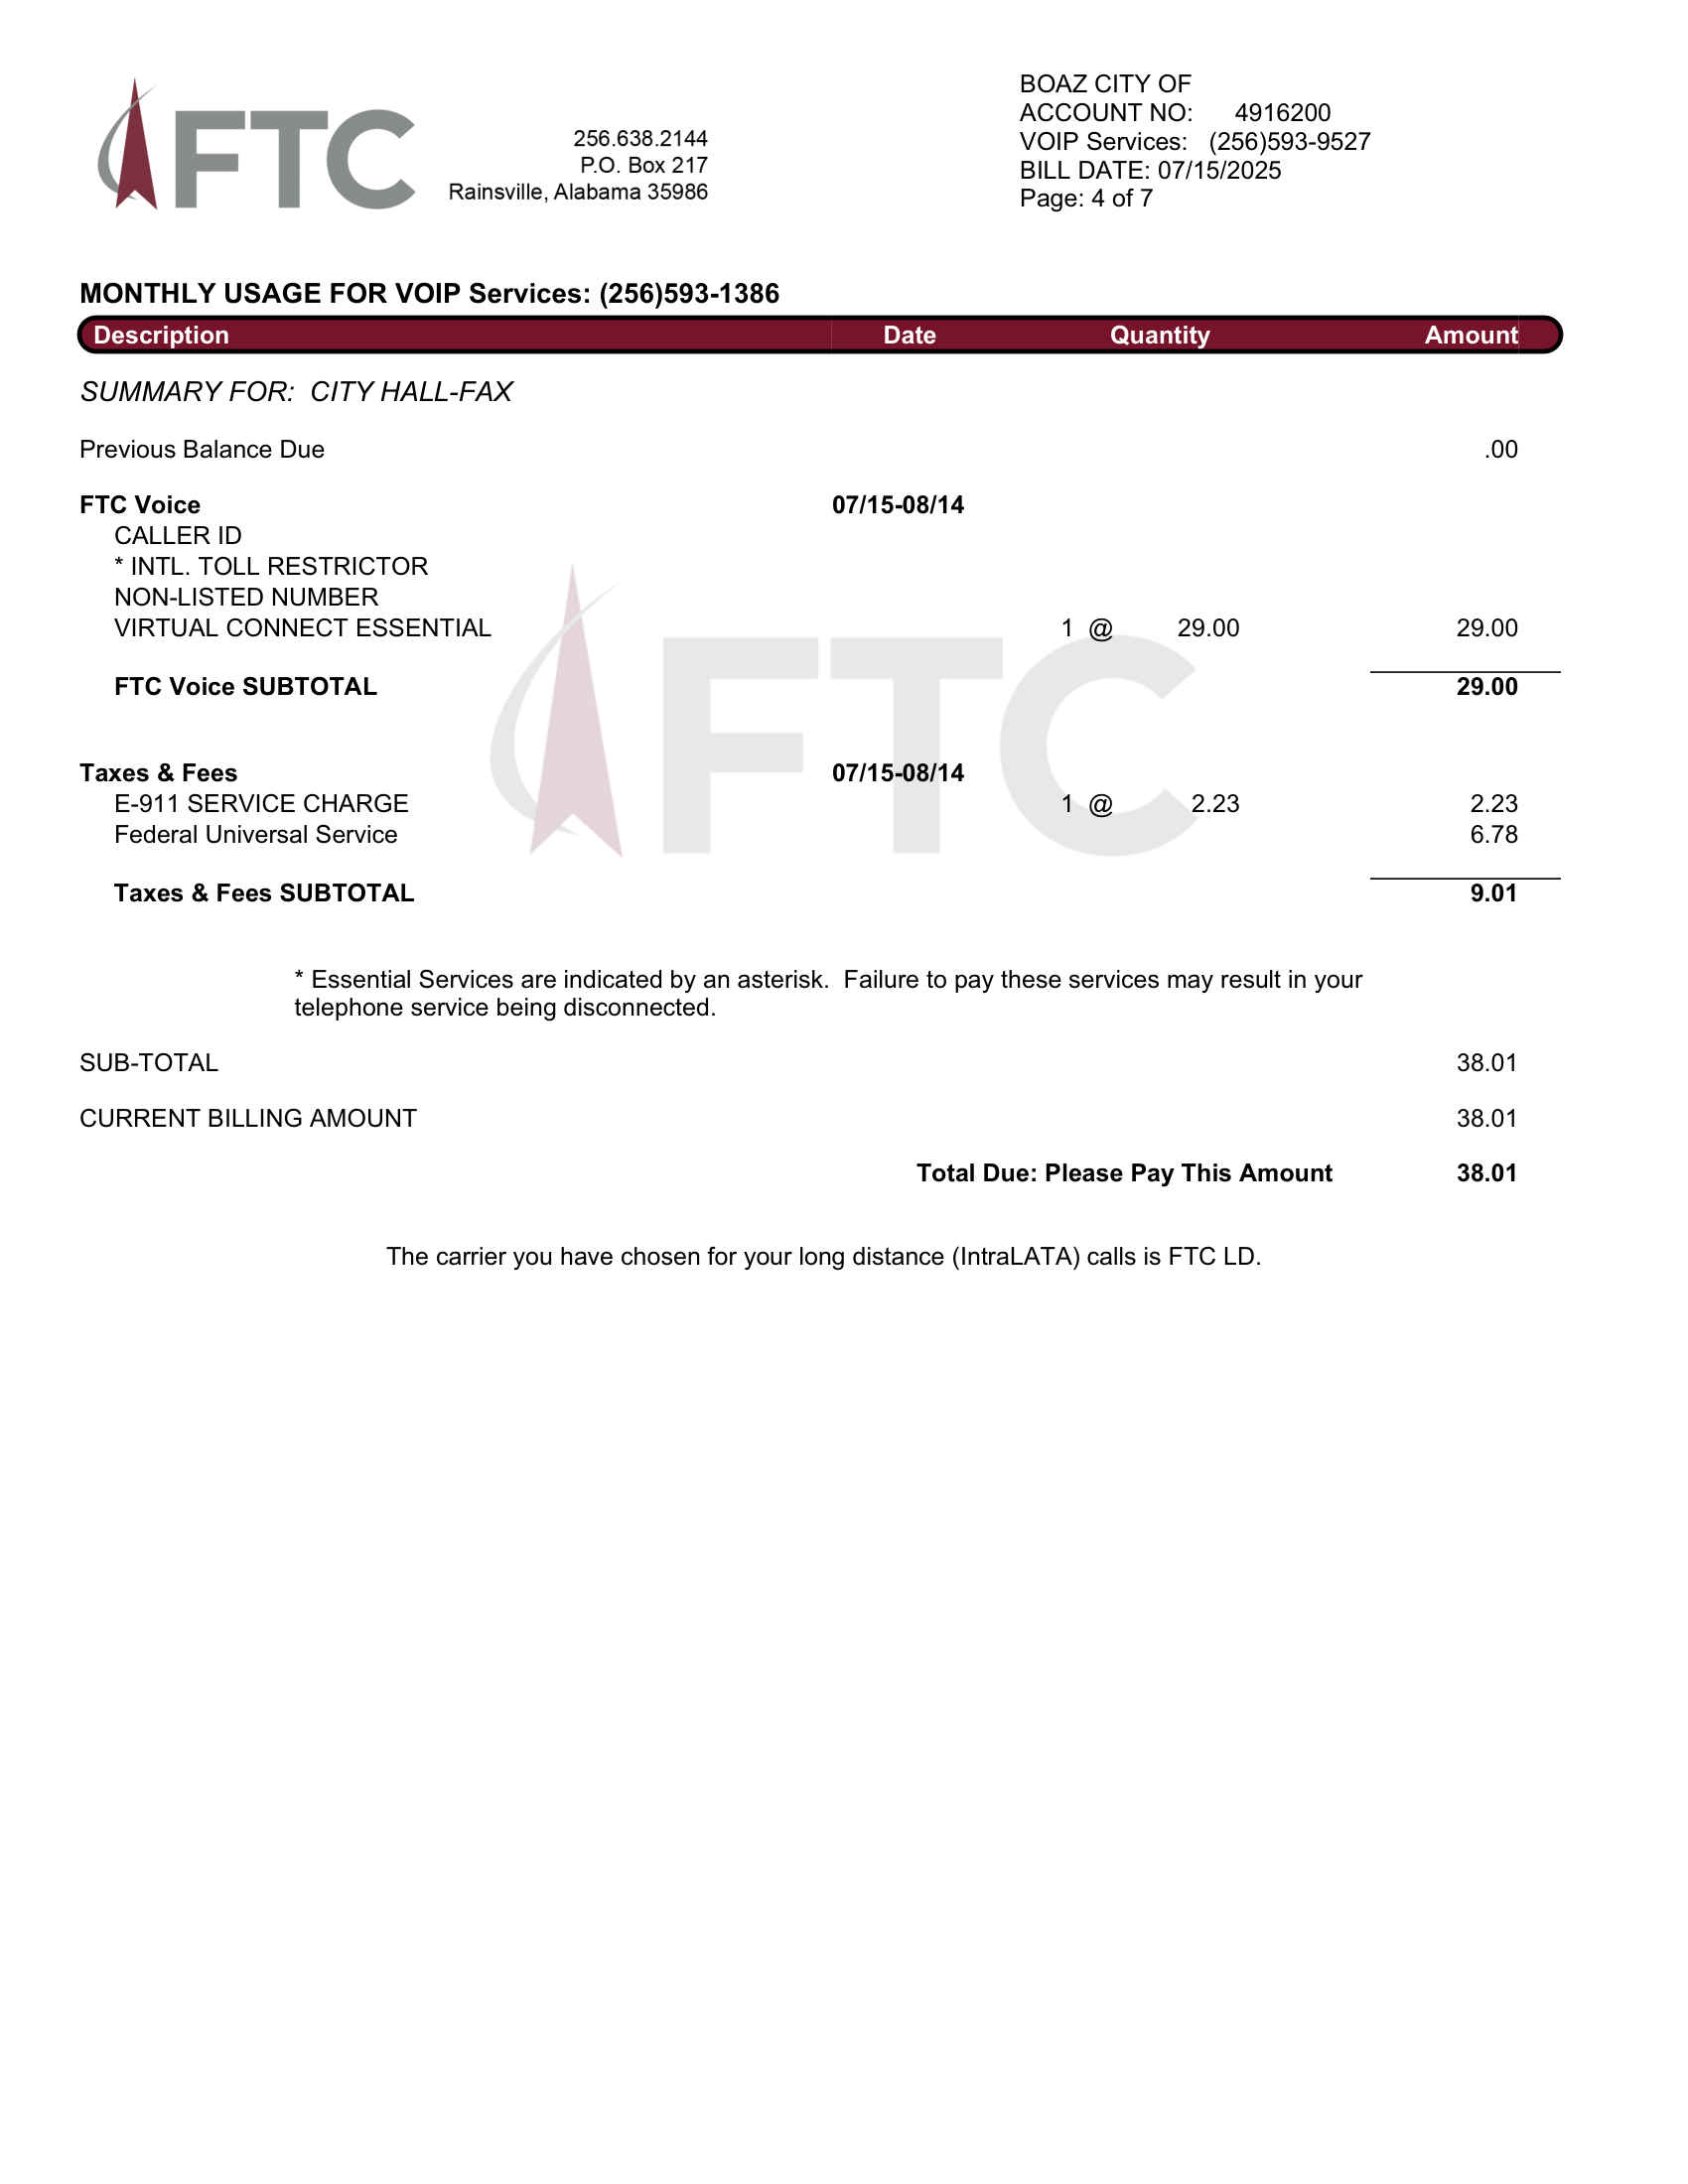 FTC
256.638.2144
P.O. Box 217
Rainsville, Alabama 35986
BOAZ CITY OF
ACCOUNT NO: 4916200
VOIP Services: (256)593-9527
BILL DATE: 07/15/2025
Page: 4 of 7
MONTHLY USAGE FOR VOIP Services: (256)593-1386
Description Date Quantity Amount
SUMMARY FOR: CITY HALL-FAX
Previous Balance Due .00
FTC Voice 07/15-08/14
CALLER ID
* INTL. TOLL RESTRICTOR
NON-LISTED NUMBER
VIRTUAL CONNECT ESSENTIAL 1 @ 29.00 29.00
FTC Voice SUBTOTAL 29.00
FTC
Taxes & Fees 07/15-08/14
E-911 SERVICE CHARGE 1 @ 2.23 2.23
Federal Universal Service 6.78
Taxes & Fees SUBTOTAL 9.01
* Essential Services are indicated by an asterisk. Failure to pay these services may result in your
telephone service being disconnected.
SUB-TOTAL 38.01
CURRENT BILLING AMOUNT 38.01
Total Due: Please Pay This Amount 38.01
The carrier you have chosen for your long distance (IntraLATA) calls is FTC LD.